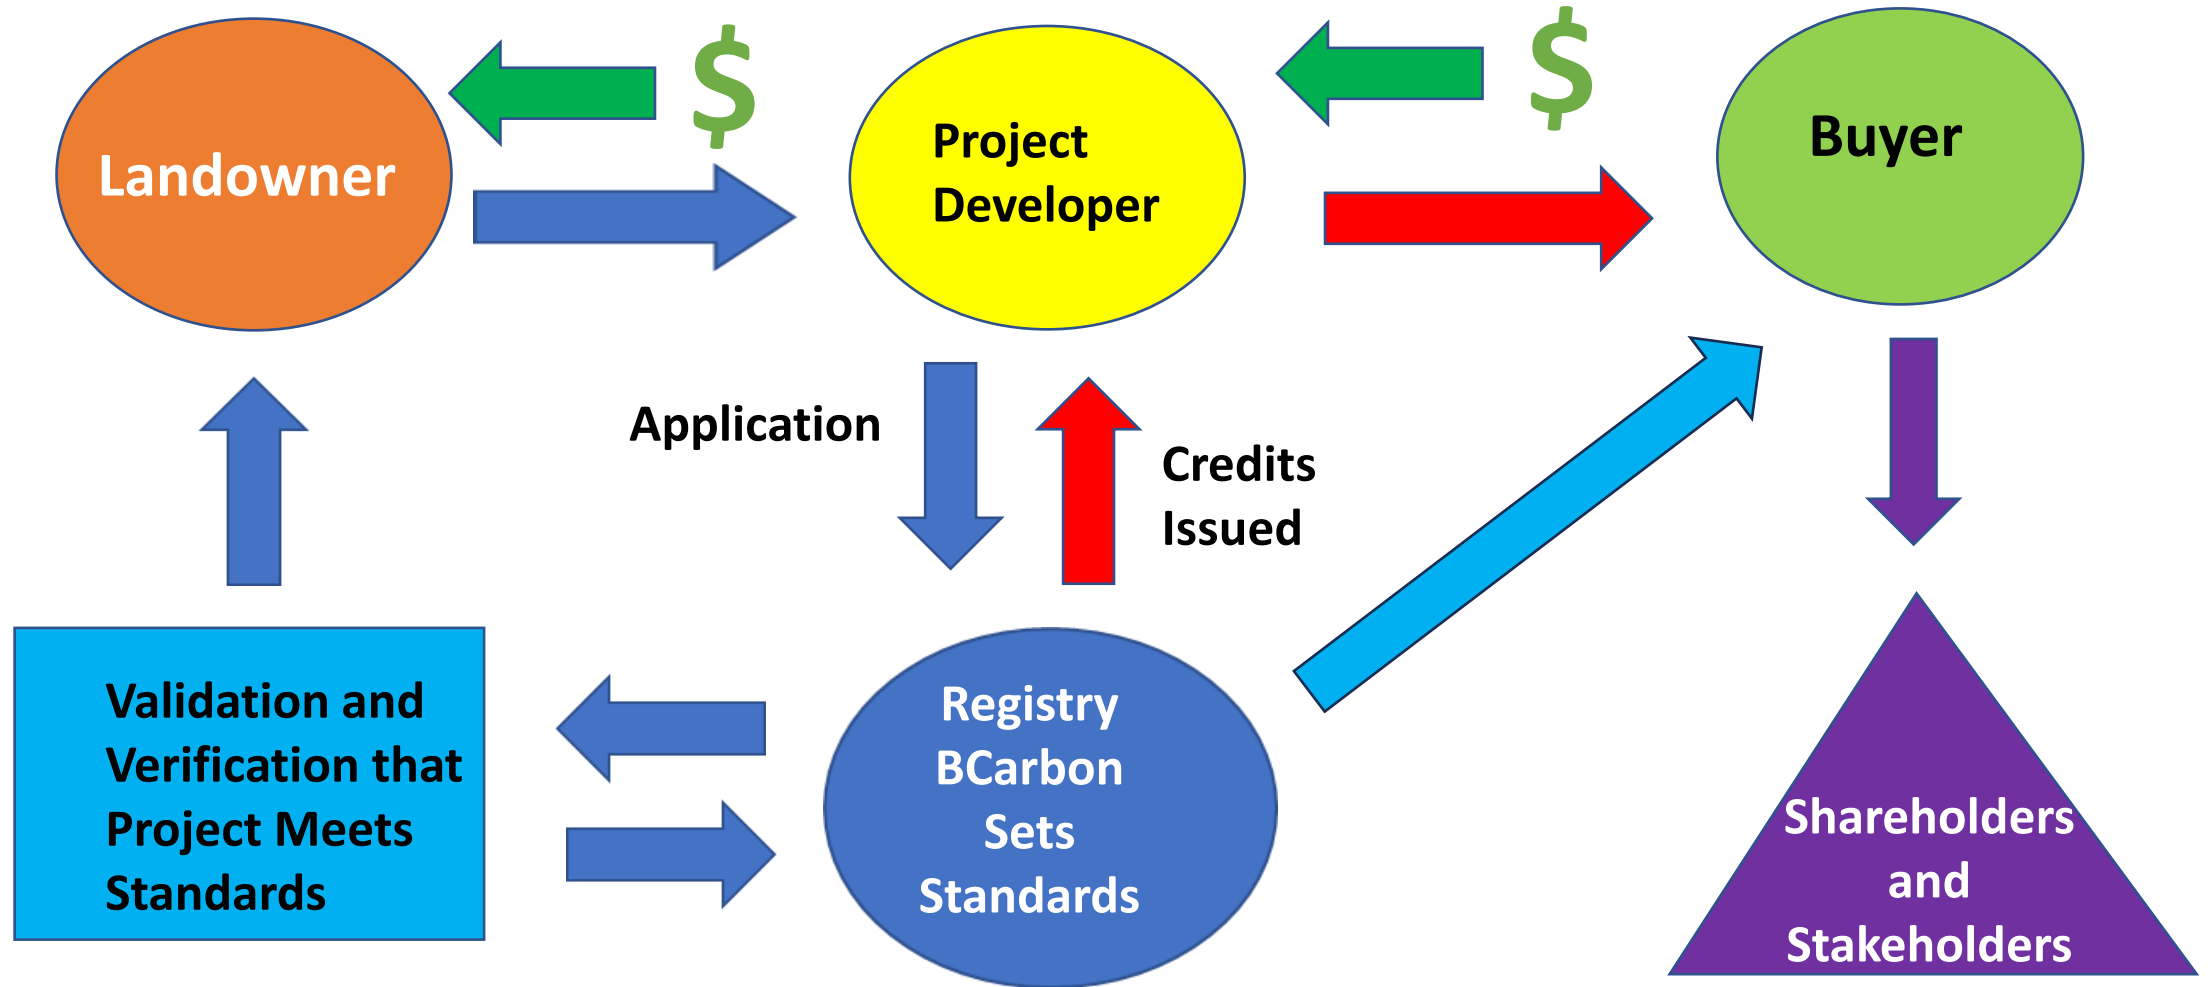 $
$
Landowner
Project
Developer
Buyer
Application
Credits
Issued
Validation and
Verification that
Project Meets
Standards
Registry
BCarbon
Sets
Standards
Shareholders
and
Stakeholders